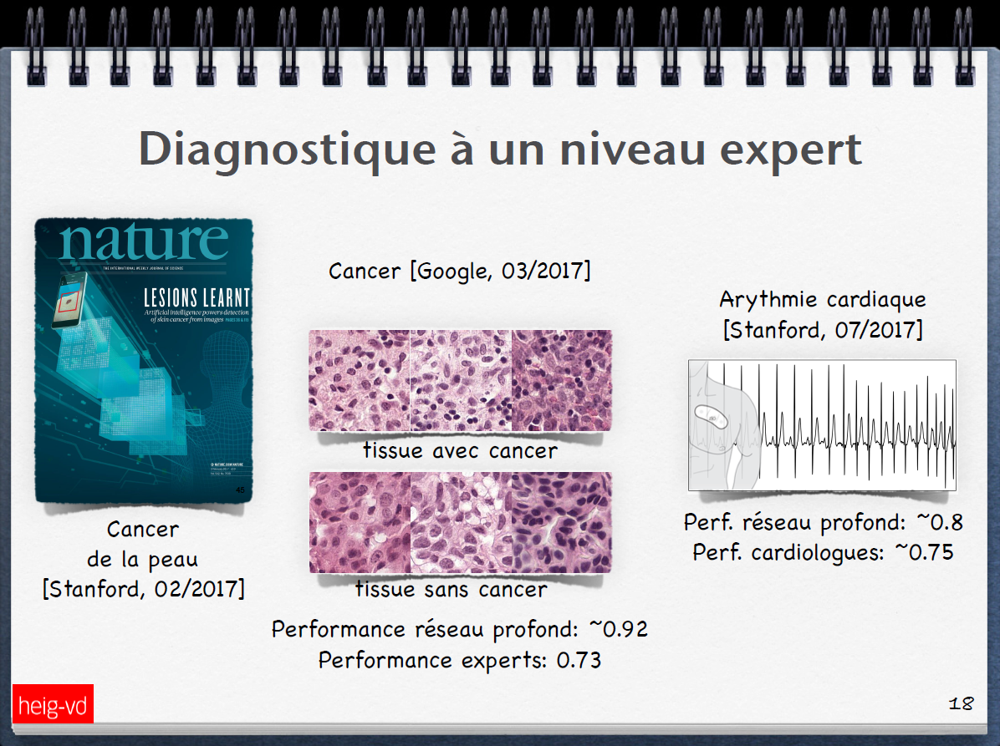 Diagnostique à un niveau expert
nature
THE INTERNATIONAL WEEKLY JOURNAL OF SCIENCE
LESIONS LEARNT
Artificial intelligence powers detection
of skin cancer from images
NATURE.COM/NATURE
45
Cancer
de la peau
[Stanford, 02/2017]
Cancer [Google, 03/2017]
tissue avec cancer
tissue sans cancer
Performance réseau profond: ~0.92
Performance experts: 0.73
Arythmie cardiaque
[Stanford, 07/2017]
Perf. réseau profond: ~0.8
Perf. cardiologues: ~0.75
heig-vd
18